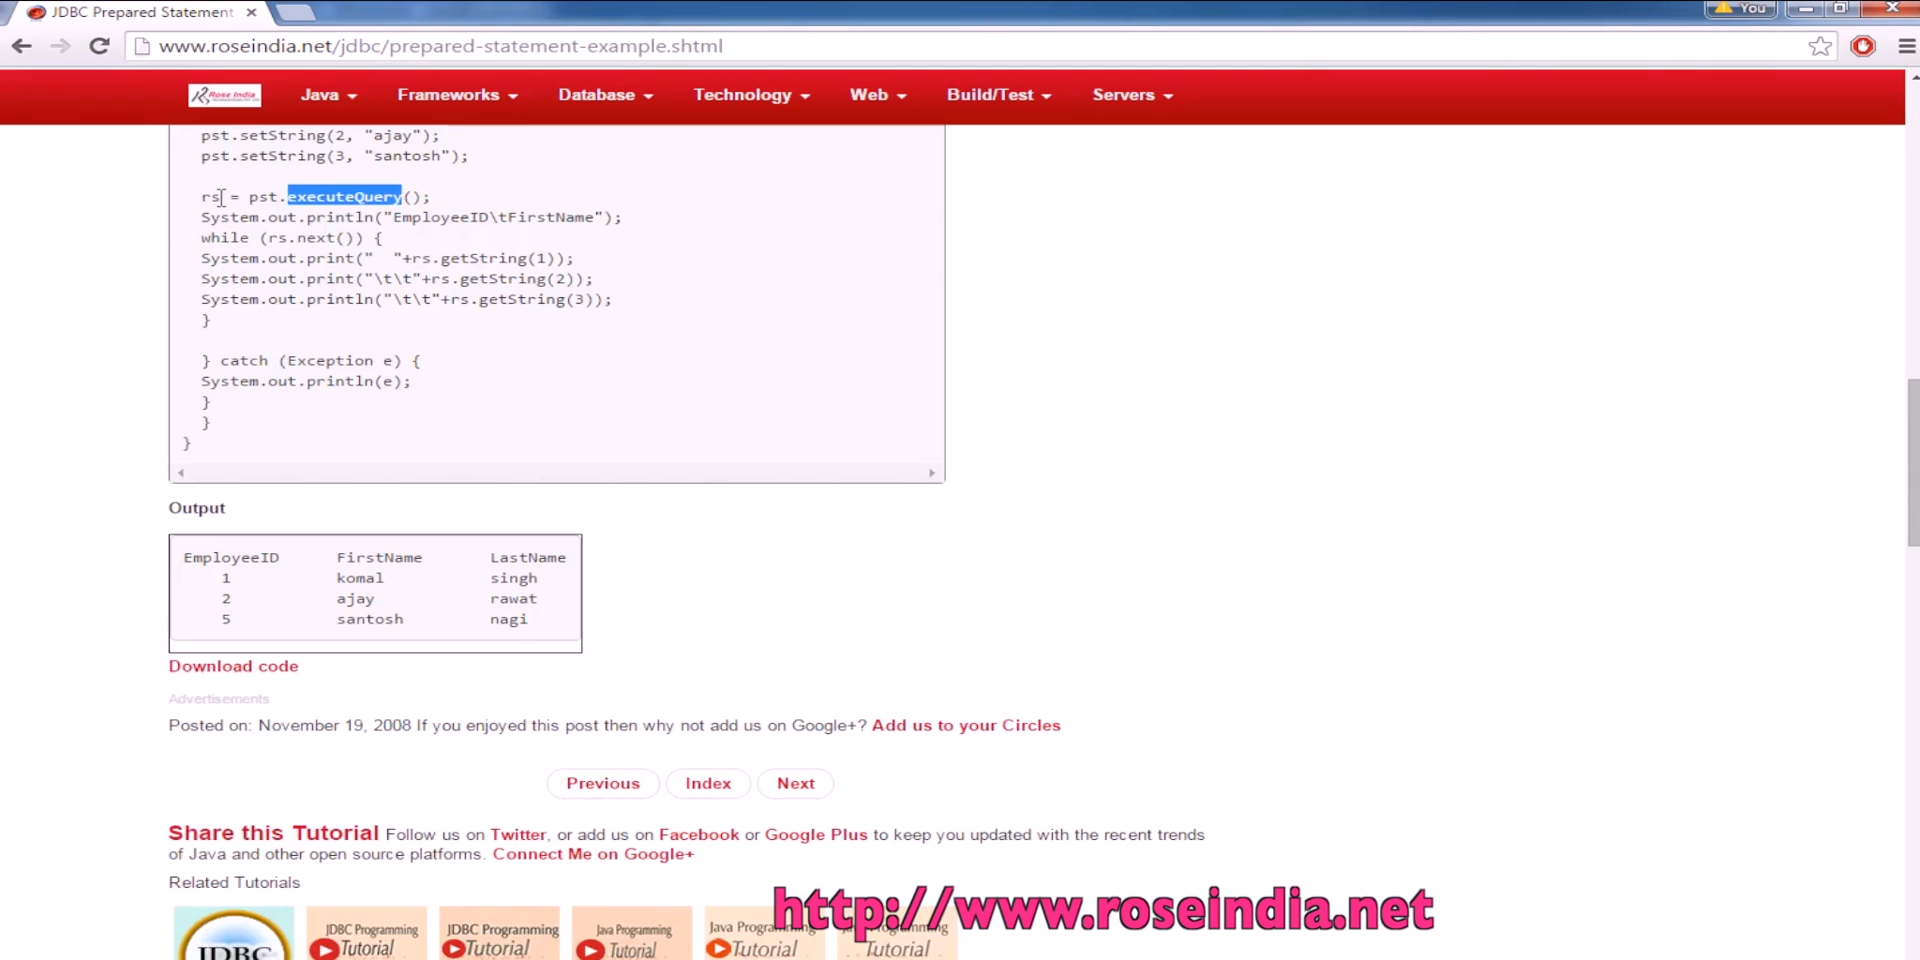 JDBC Prepared Statement
You
www.roseindia.net/jdbc/prepared-statement-example.shtml
Rose India
Java Frameworks Database Technology Web Build/Test Servers
pst.setString(2, "ajay");
pst.setString(3, "santosh");
rs = pst.executeQuery();
System.out.println("EmployeeID\tFirstName");
while (rs.next()) {
System.out.print("  "+rs.getString(1));
System.out.print("\t\t"+rs.getString(2));
System.out.println("\t\t"+rs.getString(3));
}
} catch (Exception e) {
System.out.println(e);
}
}
}
Output
EmployeeID FirstName LastName
1 komal singh
2 ajay rawat
5 santosh nagi
Download code
Advertisements
Posted on: November 19, 2008 If you enjoyed this post then why not add us on Google+? Add us to your Circles
Previous Index Next
Share this Tutorial Follow us on Twitter, or add us on Facebook or Google Plus to keep you updated with the recent trends
of Java and other open source platforms. Connect Me on Google+
Related Tutorials
http://www.roseindia.net
JDBC
JDBC Programming
Tutorial
JDBC Programming
Tutorial
Java Programming
Tutorial
Java Programming
Tutorial
Tutorial